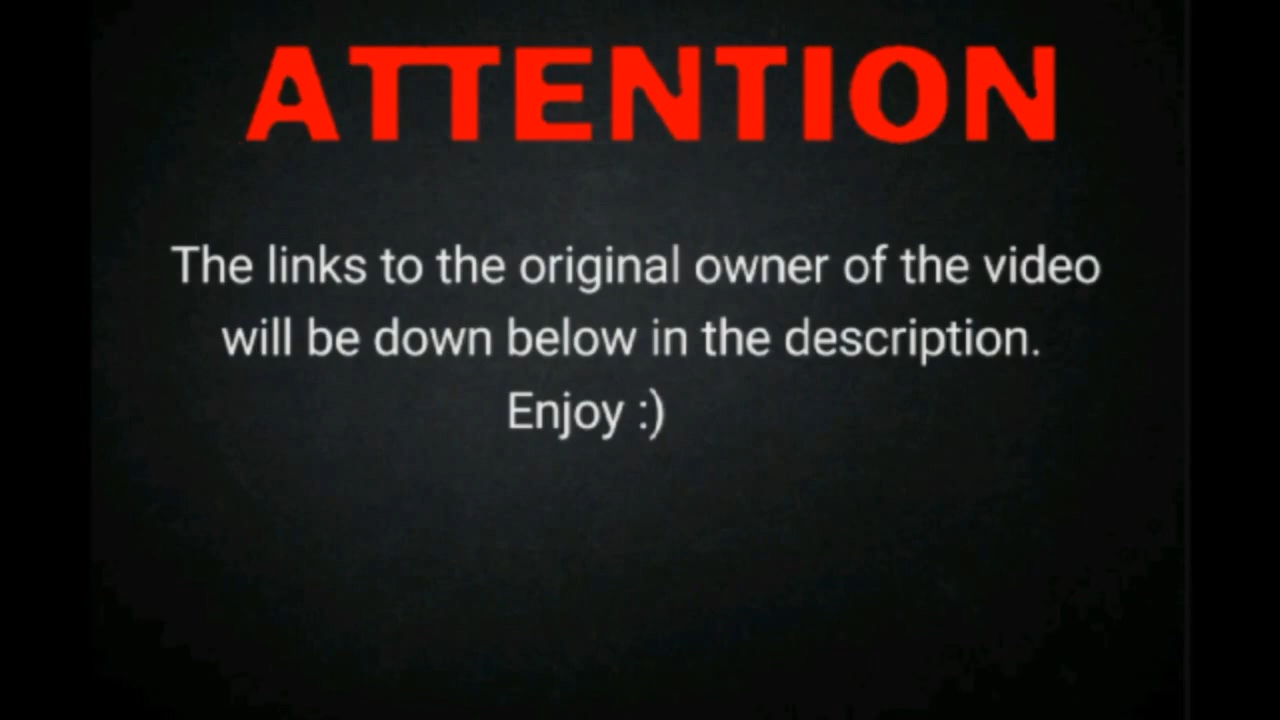 ATTENTION
The links to the original owner of the video
will be down below in the description.
Enjoy :)